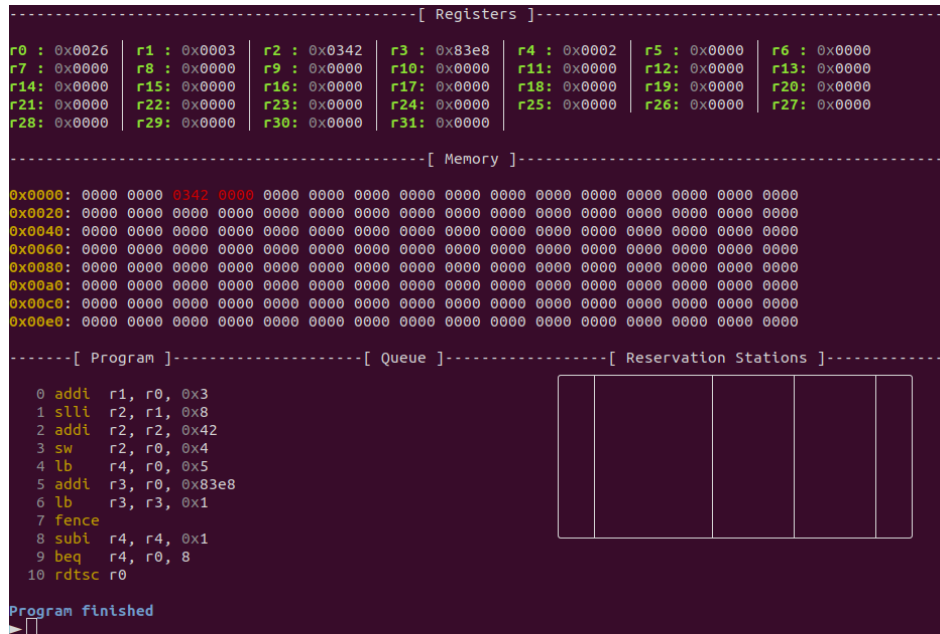 ---------------------------------------------[ Registers ]---------------------------------------------
r0 : 0x0026 r1 : 0x0003 r2 : 0x0342 r3 : 0x83e8 r4 : 0x0002 r5 : 0x0000 r6 : 0x0000
r7 : 0x0000 r8 : 0x0000 r9 : 0x0000 r10: 0x0000 r11: 0x0000 r12: 0x0000 r13: 0x0000
r14: 0x0000 r15: 0x0000 r16: 0x0000 r17: 0x0000 r18: 0x0000 r19: 0x0000 r20: 0x0000
r21: 0x0000 r22: 0x0000 r23: 0x0000 r24: 0x0000 r25: 0x0000 r26: 0x0000 r27: 0x0000
r28: 0x0000 r29: 0x0000 r30: 0x0000 r31: 0x0000
----------------------------------------------[ Memory ]-----------------------------------------------
0x0000: 0000 0000 0342 0000 0000 0000 0000 0000 0000 0000 0000 0000 0000 0000 0000 0000
0x0020: 0000 0000 0000 0000 0000 0000 0000 0000 0000 0000 0000 0000 0000 0000 0000 0000
0x0040: 0000 0000 0000 0000 0000 0000 0000 0000 0000 0000 0000 0000 0000 0000 0000 0000
0x0060: 0000 0000 0000 0000 0000 0000 0000 0000 0000 0000 0000 0000 0000 0000 0000 0000
0x0080: 0000 0000 0000 0000 0000 0000 0000 0000 0000 0000 0000 0000 0000 0000 0000 0000
0x00a0: 0000 0000 0000 0000 0000 0000 0000 0000 0000 0000 0000 0000 0000 0000 0000 0000
0x00c0: 0000 0000 0000 0000 0000 0000 0000 0000 0000 0000 0000 0000 0000 0000 0000 0000
0x00e0: 0000 0000 0000 0000 0000 0000 0000 0000 0000 0000 0000 0000 0000 0000 0000 0000
-------[ Program ]---------------------[ Queue ]------------------[ Reservation Stations ]-------------
0 addi r1, r0, 0x3
1 slli r2, r1, 0x8
2 addi r2, r2, 0x42
3 sw r2, r0, 0x4
4 lb r4, r0, 0x5
5 addi r3, r0, 0x83e8
6 lb r3, r3, 0x1
7 fence
8 subi r4, r4, 0x1
9 beq r4, r0, 8
10 rdtsc r0
Program finished